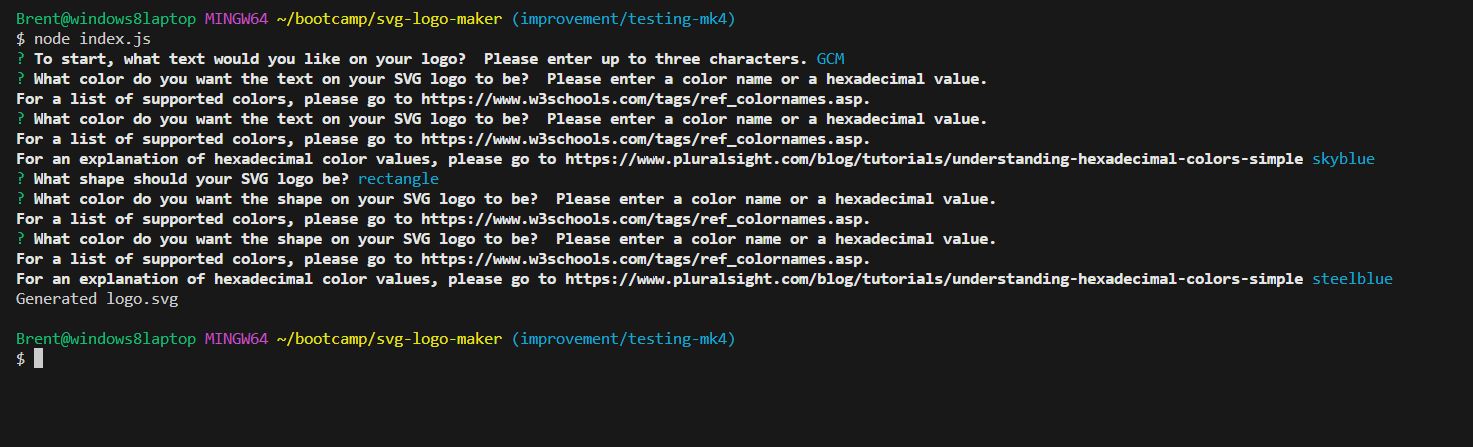 Brent@windows8laptop MINGW64 ~/bootcamp/svg-logo-maker (improvement/testing-mk4)
$ node index.js
? To start, what text would you like on your logo?  Please enter up to three characters. GCM
? What color do you want the text on your SVG logo to be?  Please enter a color name or a hexadecimal value.
For a list of supported colors, please go to https://www.w3schools.com/tags/ref_colornames.asp.
? What color do you want the text on your SVG logo to be?  Please enter a color name or a hexadecimal value.
For a list of supported colors, please go to https://www.w3schools.com/tags/ref_colornames.asp.
For an explanation of hexadecimal color values, please go to https://www.pluralsight.com/blog/tutorials/understanding-hexadecimal-colors-simple skyblue
? What shape should your SVG logo be? rectangle
? What color do you want the shape on your SVG logo to be?  Please enter a color name or a hexadecimal value.
For a list of supported colors, please go to https://www.w3schools.com/tags/ref_colornames.asp.
? What color do you want the shape on your SVG logo to be?  Please enter a color name or a hexadecimal value.
For a list of supported colors, please go to https://www.w3schools.com/tags/ref_colornames.asp.
For an explanation of hexadecimal color values, please go to https://www.pluralsight.com/blog/tutorials/understanding-hexadecimal-colors-simple steelblue
Generated logo.svg
Brent@windows8laptop MINGW64 ~/bootcamp/svg-logo-maker (improvement/testing-mk4)
$